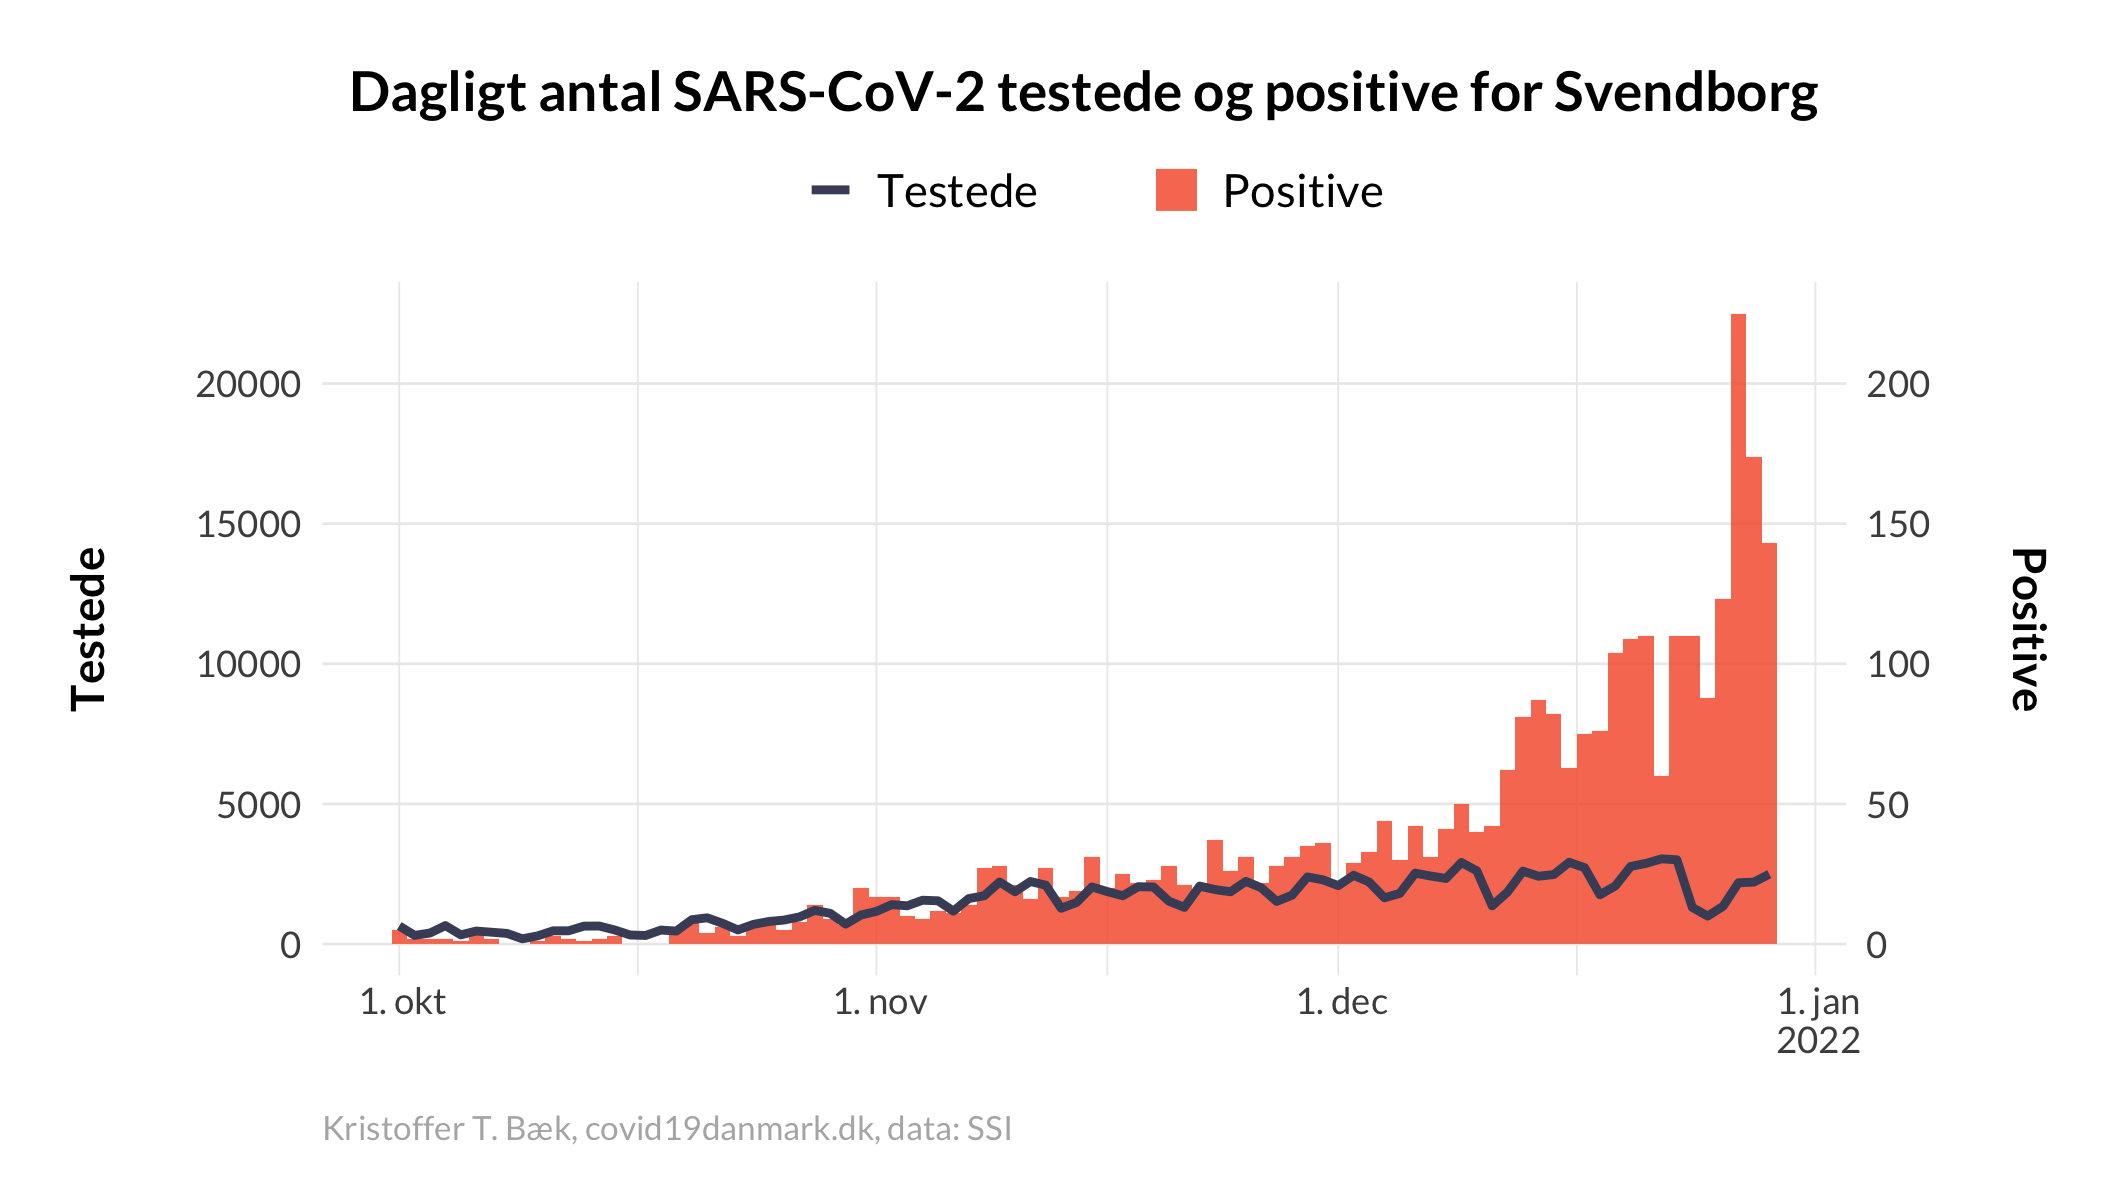 Dagligt antal SARS-CoV-2 testede og positive for Svendborg
Testede
Positive
Testede
20000
15000
10000
5000
0
200
150
100
50
0
Positive
1. okt
1. nov
1. dec
1. jan
2022
Kristoffer T. Bæk, covid19danmark.dk, data: SSI